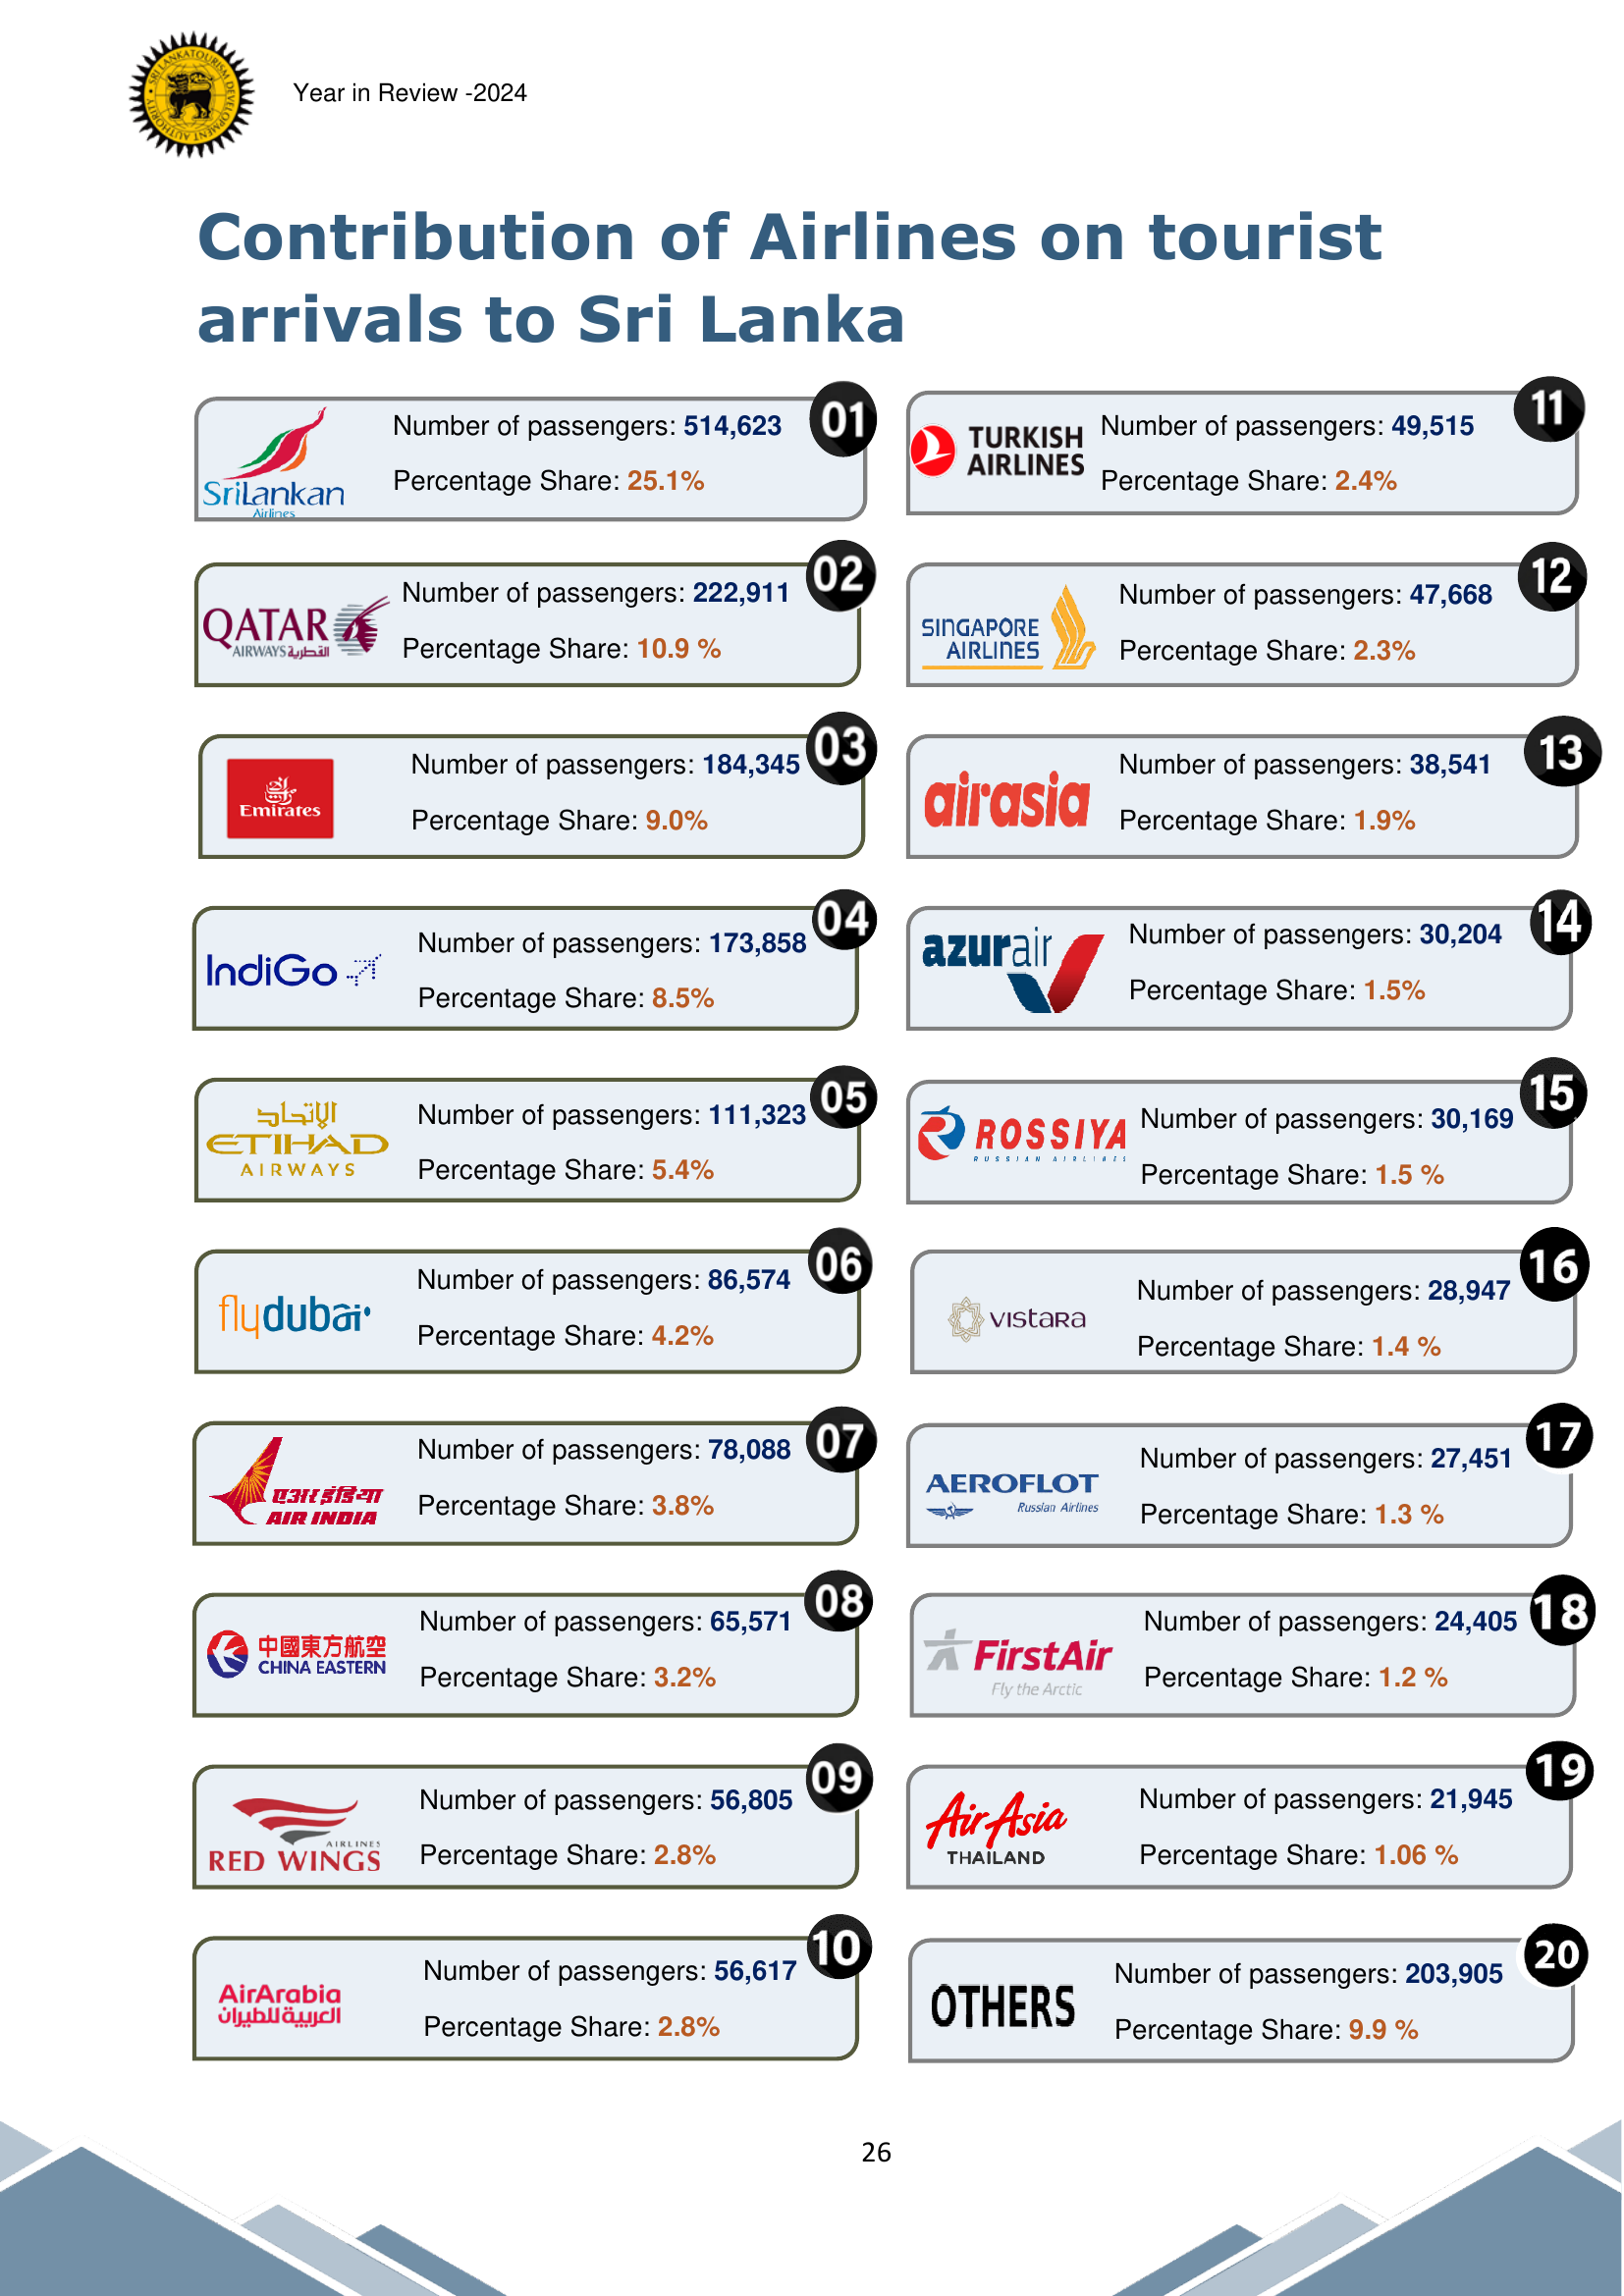 SRI LANKA TOURISM DEVELOPMENT AUTHORITY
Year in Review -2024
Contribution of Airlines on tourist
arrivals to Sri Lanka
01
SriLankan
Airlines
Number of passengers: 514,623
Percentage Share: 25.1%
02
QATAR
AIRWAYS القطرية
Number of passengers: 222,911
Percentage Share: 10.9 %
03
Emirates
Number of passengers: 184,345
Percentage Share: 9.0%
04
IndiGo
Number of passengers: 173,858
Percentage Share: 8.5%
05
الإتحاد
ETIHAD
AIRWAYS
Number of passengers: 111,323
Percentage Share: 5.4%
06
flydubai
Number of passengers: 86,574
Percentage Share: 4.2%
07
एअर इंडिया
AIR INDIA
Number of passengers: 78,088
Percentage Share: 3.8%
08
中國東方航空
CHINA EASTERN
Number of passengers: 65,571
Percentage Share: 3.2%
09
AIRLINES
RED WINGS
Number of passengers: 56,805
Percentage Share: 2.8%
10
AirArabia
العربية للطيران
Number of passengers: 56,617
Percentage Share: 2.8%
11
TURKISH
AIRLINES
Number of passengers: 49,515
Percentage Share: 2.4%
12
SINGAPORE
AIRLINES
Number of passengers: 47,668
Percentage Share: 2.3%
13
airasia
Number of passengers: 38,541
Percentage Share: 1.9%
14
azurair
Number of passengers: 30,204
Percentage Share: 1.5%
15
ROSSIYA
RUSSIAN AIRLINES
Number of passengers: 30,169
Percentage Share: 1.5 %
16
VISTARA
Number of passengers: 28,947
Percentage Share: 1.4 %
17
AEROFLOT
Russian Airlines
Number of passengers: 27,451
Percentage Share: 1.3 %
18
FirstAir
Fly the Arctic
Number of passengers: 24,405
Percentage Share: 1.2 %
19
AirAsia
THAILAND
Number of passengers: 21,945
Percentage Share: 1.06 %
20
OTHERS
Number of passengers: 203,905
Percentage Share: 9.9 %
26